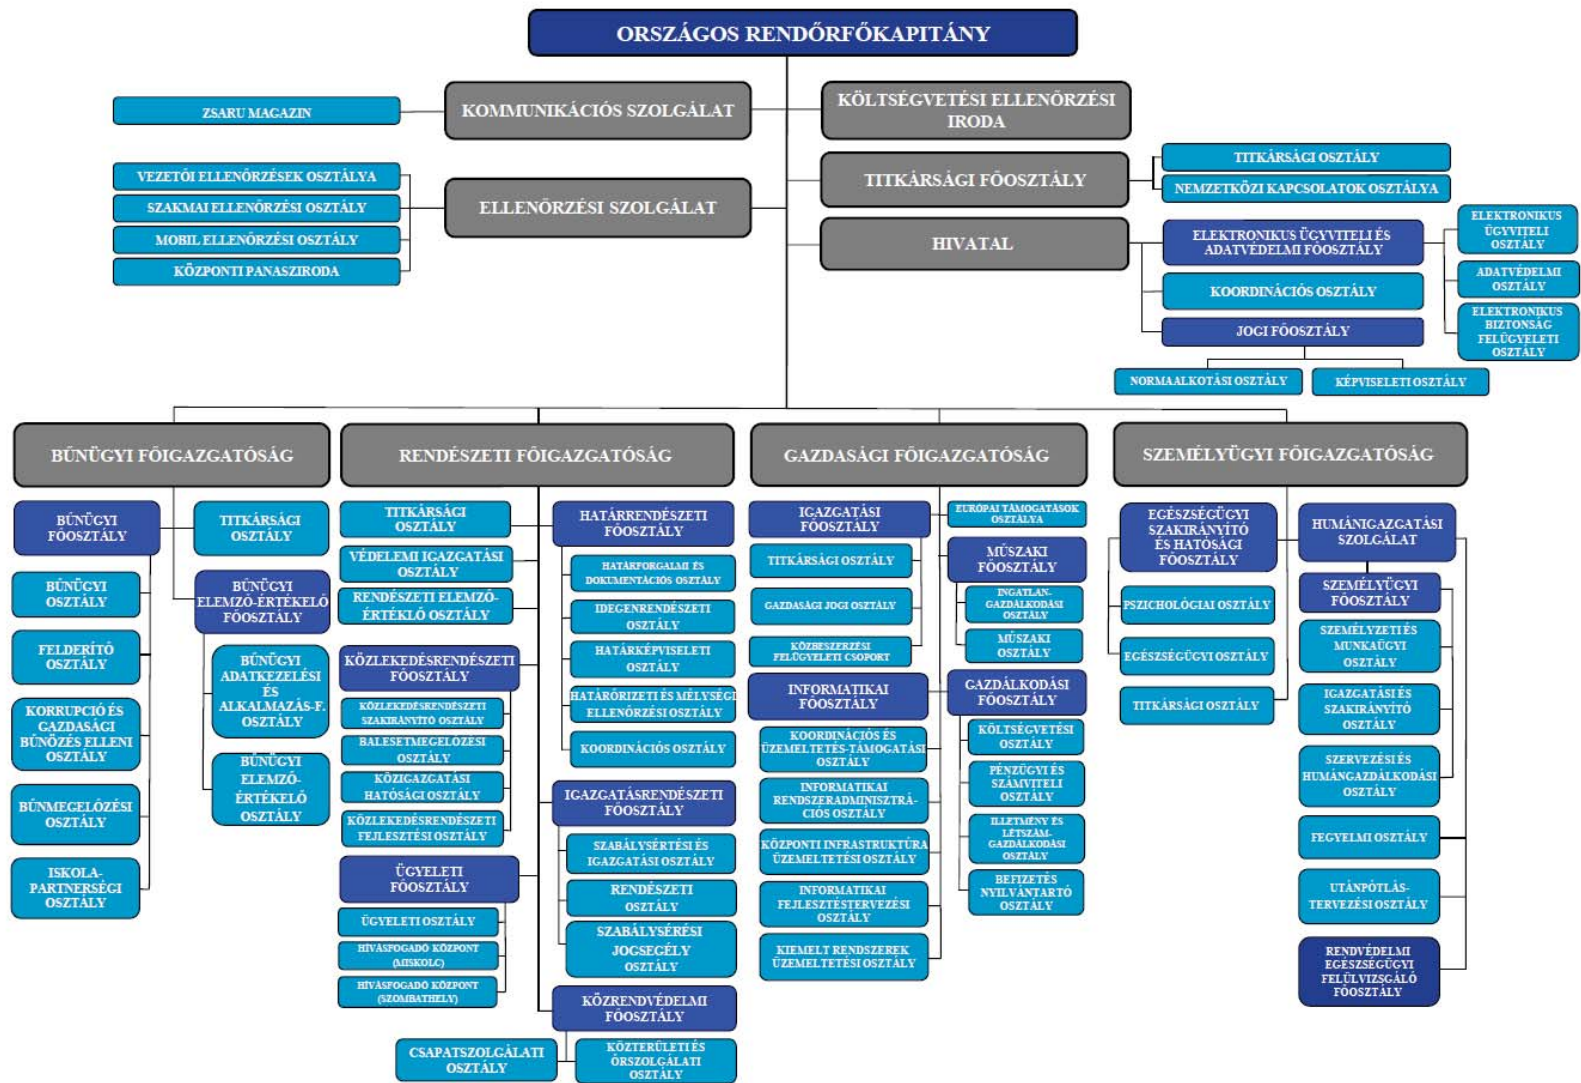 ORSZÁGOS RENDŐRFŐKAPITÁNY
KOMMUNIKÁCIÓS SZOLGÁLAT
ZSARU MAGAZIN
KÖLTSÉGVETÉSI ELLENŐRZÉSI
IRODA
ELLENŐRZÉSI SZOLGÁLAT
VEZETŐI ELLENŐRZÉSEK OSZTÁLYA
SZAKMAI ELLENŐRZÉSI OSZTÁLY
MOBIL ELLENŐRZÉSI OSZTÁLY
KÖZPONTI PANASZIRODA
TITKÁRSÁGI FŐOSZTÁLY
TITKÁRSÁGI OSZTÁLY
NEMZETKÖZI KAPCSOLATOK OSZTÁLYA
HIVATAL
ELEKTRONIKUS ÜGYVITELI ÉS
ADATVÉDELMI FŐOSZTÁLY
ELEKTRONIKUS
ÜGYVITELI
OSZTÁLY
ADATVÉDELMI
OSZTÁLY
ELEKTRONIKUS
BIZTONSÁG
FELÜGYELETI
OSZTÁLY
KOORDINÁCIÓS OSZTÁLY
JOGI FŐOSZTÁLY
NORMAALKOTÁSI OSZTÁLY
KÉPVISELETI OSZTÁLY
BŰNÜGYI FŐIGAZGATÓSÁG
BŰNÜGYI
FŐOSZTÁLY
BŰNÜGYI
OSZTÁLY
FELDERÍTŐ
OSZTÁLY
KORRUPCIÓ ÉS
GAZDASÁGI
BŰNÖZÉS ELLENI
OSZTÁLY
BŰNMEGELŐZÉSI
OSZTÁLY
ISKOLA-
PARTNERSÉGI
OSZTÁLY
TITKÁRSÁGI
OSZTÁLY
BŰNÜGYI
ELEMZŐ-ÉRTÉKELŐ
FŐOSZTÁLY
BŰNÜGYI
ADATKEZELÉSI
ÉS
ALKALMAZÁS-F.
OSZTÁLY
BŰNÜGYI
ELEMZŐ-
ÉRTÉKELŐ
OSZTÁLY
RENDÉSZETI FŐIGAZGATÓSÁG
TITKÁRSÁGI
OSZTÁLY
VÉDELEMI IGAZGATÁSI
OSZTÁLY
RENDÉSZETI ELEMZŐ-
ÉRTÉKLŐ OSZTÁLY
KÖZLEKEDÉSRENDÉSZETI
FŐOSZTÁLY
KÖZLEKEDÉSRENDÉSZETI
SZAKIRÁNYÍTÓ OSZTÁLY
BALESETMEGELŐZÉSI
OSZTÁLY
KÖZIGAZGATÁSI
HATÓSÁGI OSZTÁLY
KÖZLEKEDÉSRENDÉSZETI
FEJLESZTÉSI OSZTÁLY
ÜGYELETI
FŐOSZTÁLY
ÜGYELETI OSZTÁLY
HÍVÁSFOGADÓ KÖZPONT
(MISKOLC)
HÍVÁSFOGADÓ KÖZPONT
(SZOMBATHELY)
HATÁRRENDÉSZETI
FŐOSZTÁLY
HATÁRFORGALMI ÉS
DOKUMENTÁCIÓS OSZTÁLY
IDEGENRENDÉSZETI
OSZTÁLY
HATÁRKÉPVISELETI
OSZTÁLY
HATÁRŐRIZETI ÉS MÉLYSÉGI
ELLENŐRZÉSI OSZTÁLY
KOORDINÁCIÓS OSZTÁLY
IGAZGATÁSRENDÉSZETI
FŐOSZTÁLY
SZABÁLYSÉRTÉSI ÉS
IGAZGATÁSI OSZTÁLY
RENDÉSZETI
OSZTÁLY
SZABÁLYSÉRÉSI
JOGSEGÉLY
OSZTÁLY
KÖZRENDVÉDELMI
FŐOSZTÁLY
CSAPATSZOLGÁLATI
OSZTÁLY
KÖZTERÜLETI ÉS
ŐRSZOLGÁLATI
OSZTÁLY
GAZDASÁGI FŐIGAZGATÓSÁG
IGAZGATÁSI
FŐOSZTÁLY
TITKÁRSÁGI OSZTÁLY
GAZDASÁGI JOGI OSZTÁLY
KÖZBESZERZÉSI
FELÜGYELETI CSOPORT
INFORMATIKAI
FŐOSZTÁLY
KOORDINÁCIÓS ÉS
ÜZEMELTETÉS-TÁMOGATÁSI
OSZTÁLY
INFORMATIKAI
RENDSZERADMINISZTRÁ-
CIÓS OSZTÁLY
KÖZPONTI INFRASTRUKTÚRA
ÜZEMELTETÉSI OSZTÁLY
INFORMATIKAI
FEJLESZTÉSTERVEZÉSI
OSZTÁLY
KIEMELT RENDSZEREK
ÜZEMELTETÉSI OSZTÁLY
EURÓPAI TÁMOGATÁSOK
OSZTÁLYA
MŰSZAKI
FŐOSZTÁLY
INGATLAN-
GAZDÁLKODÁSI
OSZTÁLY
MŰSZAKI
OSZTÁLY
GAZDÁLKODÁSI
FŐOSZTÁLY
KÖLTSÉGVETÉSI
OSZTÁLY
PÉNZÜGYI ÉS
SZÁMVITELI
OSZTÁLY
ILLETMÉNY ÉS
LÉTSZÁM-
GAZDÁLKODÁSI
OSZTÁLY
BEFIZETÉS
NYILVÁNTARTÓ
OSZTÁLY
SZEMÉLYÜGYI FŐIGAZGATÓSÁG
EGÉSZSÉGÜGYI
SZAKIRÁNYÍTÓ
ÉS HATÓSÁGI
FŐOSZTÁLY
PSZICHOLÓGIAI OSZTÁLY
EGÉSZSÉGÜGYI OSZTÁLY
TITKÁRSÁGI OSZTÁLY
HUMÁNIGAZGATÁSI
SZOLGÁLAT
SZEMÉLYÜGYI
FŐOSZTÁLY
SZEMÉLYZETI ÉS
MUNKAÜGYI
OSZTÁLY
IGAZGATÁSI ÉS
SZAKIRÁNYÍTÓ
OSZTÁLY
SZERVEZÉSI ÉS
HUMÁNGAZDÁLKODÁSI
OSZTÁLY
FEGYELMI OSZTÁLY
UTÁNPÓTLÁS-
TERVEZÉSI OSZTÁLY
RENDVÉDELMI
EGÉSZSÉGÜGYI
FELÜLVIZSGÁLÓ
FŐOSZTÁLY